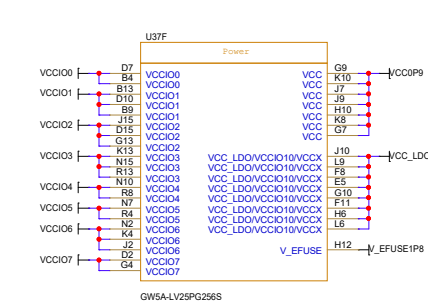 U37F
Power
VCCIO0 D7 VCCIO0
B4 VCCIO0
VCCIO1 B13 VCCIO1
D10 VCCIO1
B9 VCCIO1
VCCIO2 J15 VCCIO2
D15 VCCIO2
G13 VCCIO2
VCCIO3 K13 VCCIO3
N15 VCCIO3
R13 VCCIO3
VCCIO4 N10 VCCIO4
R8 VCCIO4
VCCIO5 N7 VCCIO5
R4 VCCIO5
VCCIO6 N2 VCCIO6
K4 VCCIO6
J2 VCCIO6
VCCIO7 D2 VCCIO7
G4 VCCIO7
VCC G9 VCC0P9
VCC K10
VCC J7
VCC J9
VCC H10
VCC K8
VCC G7
VCC_LDO/VCCIO10/VCCX J10 VCC_LDO
VCC_LDO/VCCIO10/VCCX L9
VCC_LDO/VCCIO10/VCCX F8
VCC_LDO/VCCIO10/VCCX E5
VCC_LDO/VCCIO10/VCCX G10
VCC_LDO/VCCIO10/VCCX F11
VCC_LDO/VCCIO10/VCCX H6
VCC_LDO/VCCIO10/VCCX L6
V_EFUSE H12 V_EFUSE1P8
GW5A-LV25PG256S